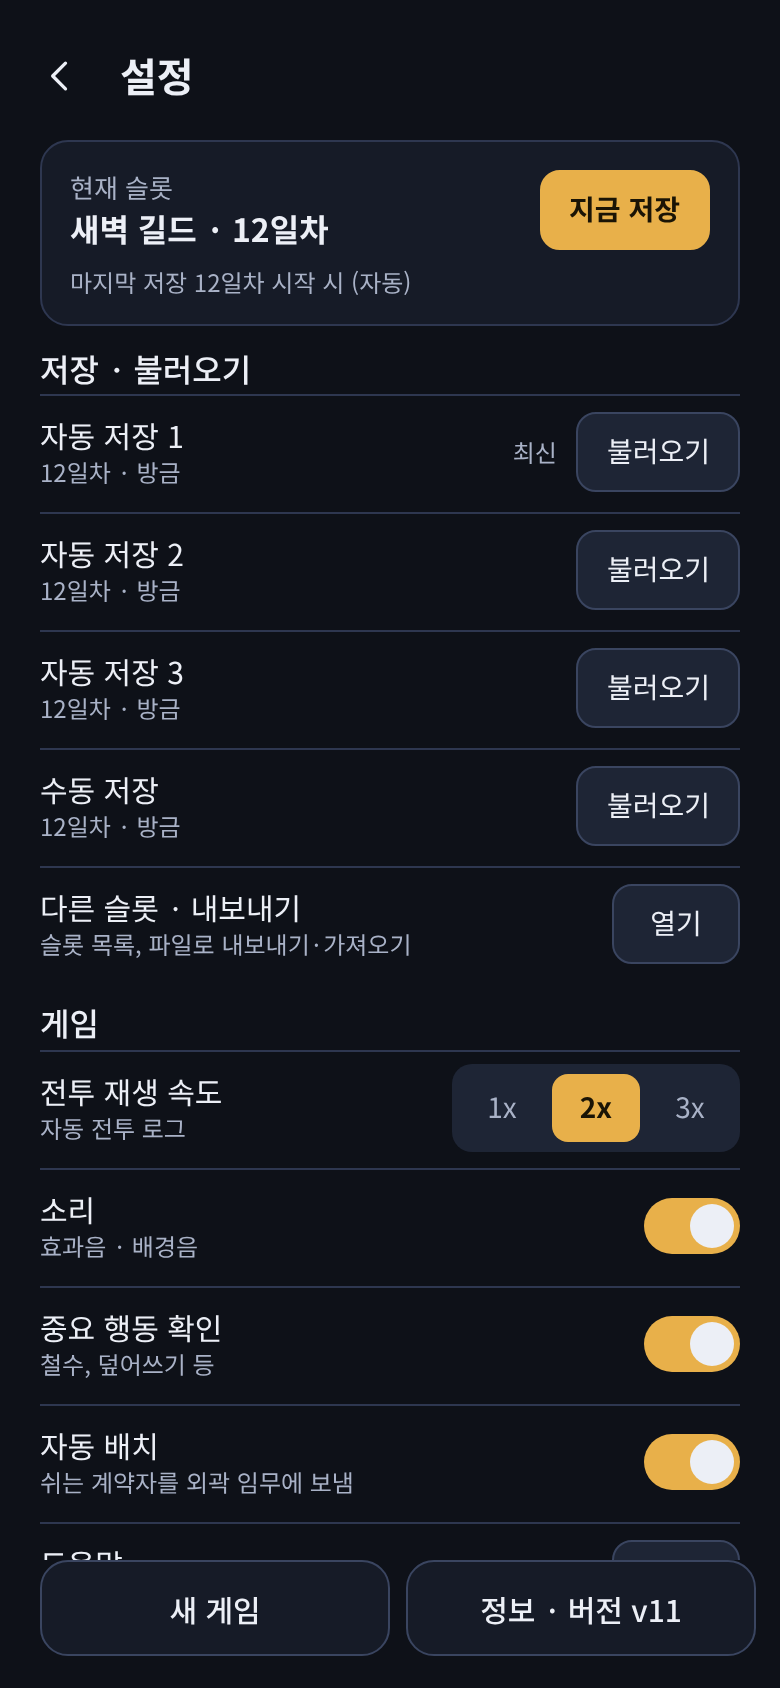 설정
현재 슬롯
새벽 길드 · 12일차
지금 저장
마지막 저장 12일차 시작 시 (자동)
저장 · 불러오기
자동 저장 1
12일차 · 방금
최신
불러오기
자동 저장 2
12일차 · 방금
불러오기
자동 저장 3
12일차 · 방금
불러오기
수동 저장
12일차 · 방금
불러오기
다른 슬롯 · 내보내기
슬롯 목록, 파일로 내보내기·가져오기
열기
게임
전투 재생 속도
자동 전투 로그
1x 2x 3x
소리
효과음 · 배경음
중요 행동 확인
철수, 덮어쓰기 등
자동 배치
쉬는 계약자를 외곽 임무에 보냄
새 게임
정보 · 버전 v11